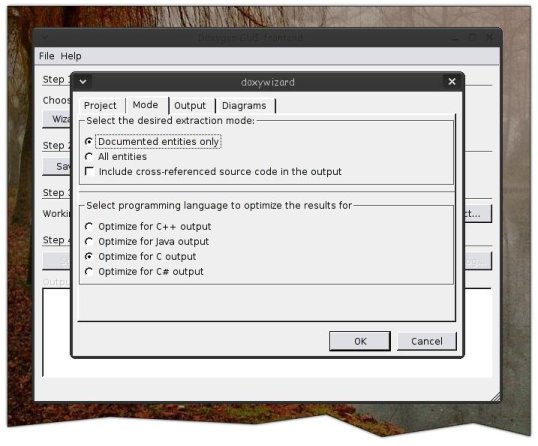 Doxygen GUI frontend
File Help
doxywizard
Step
Project Mode Output Diagrams
Choos
Select the desired extraction mode:
Wiza
Documented entities only
Step 2
All entities
Sav
Include cross-referenced source code in the output
Step 3
Select programming language to optimize the results for
Workin
ct...
Optimize for C++ output
Step 4
Optimize for Java output
Optimize for C output
Optimize for C# output
Outpu
OK Cancel